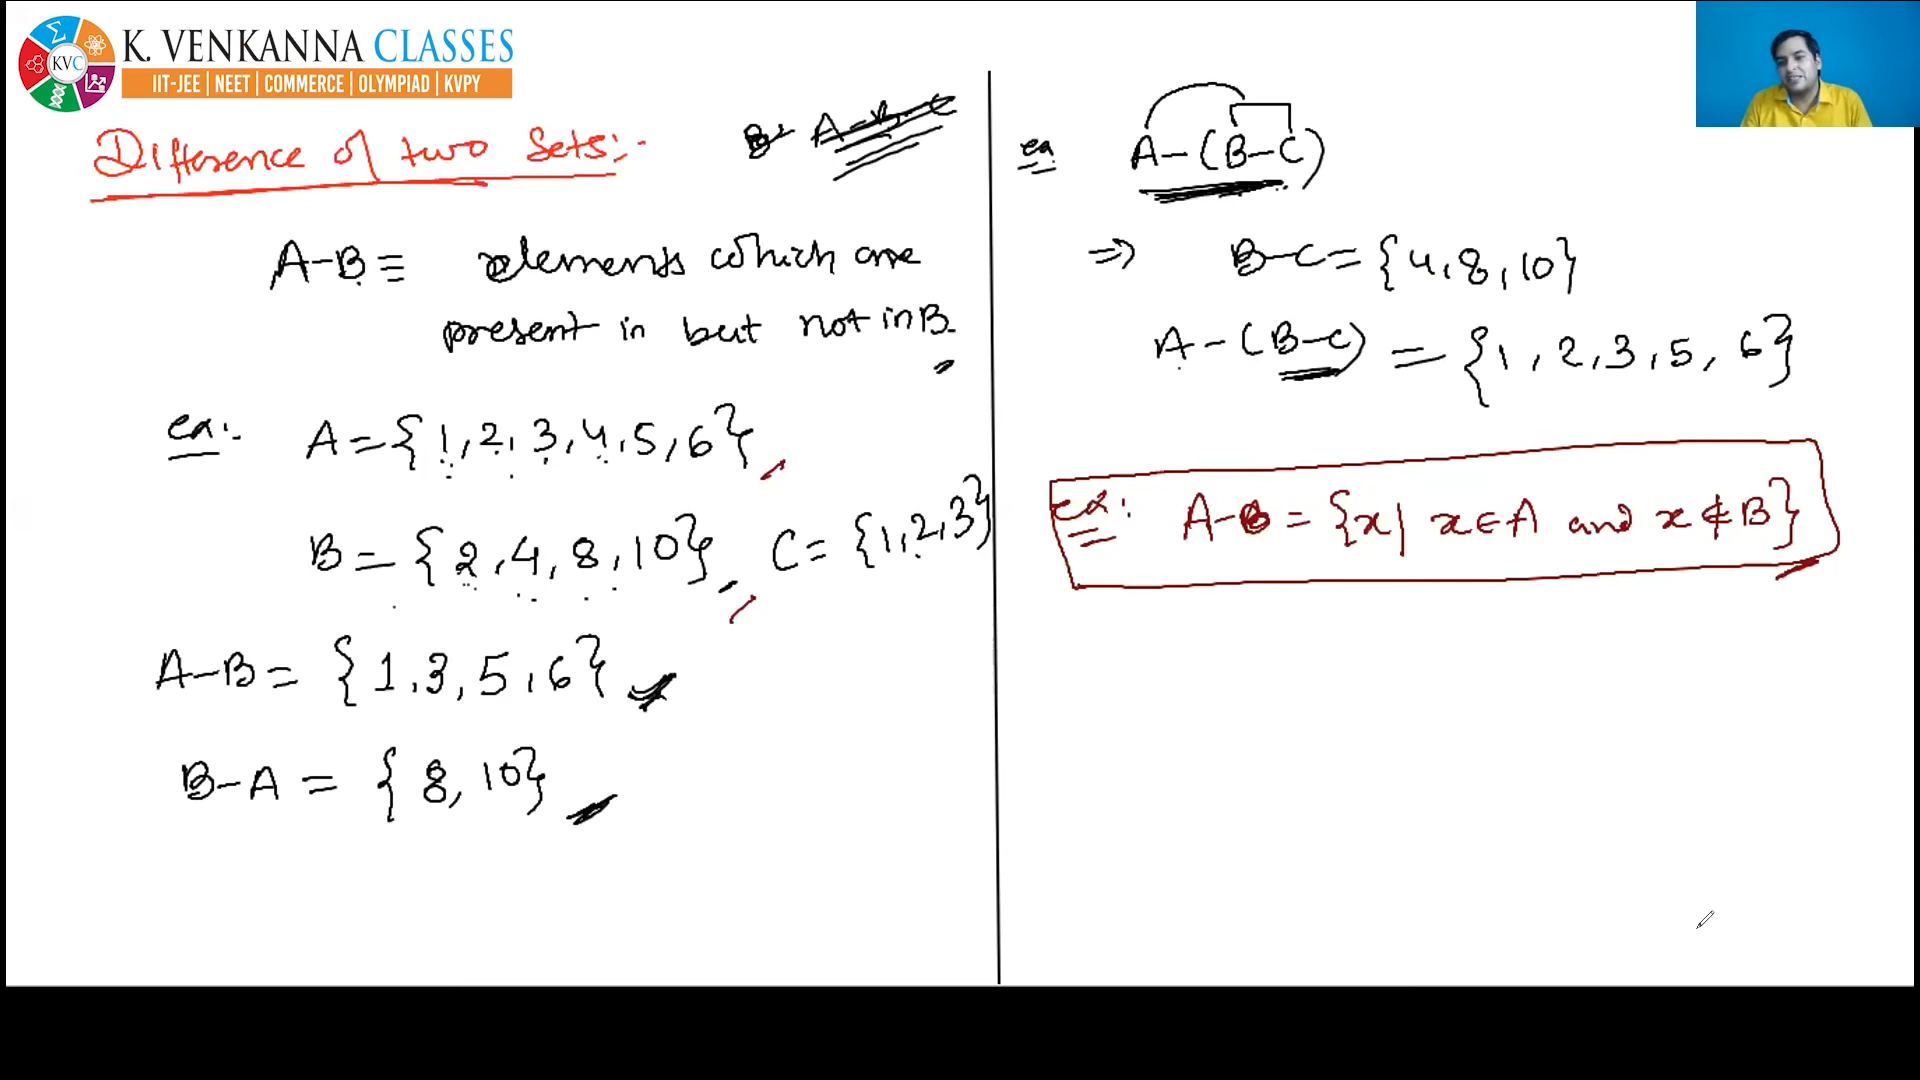 KVC
K. VENKANNA CLASSES
IIT-JEE | NEET | COMMERCE | OLYMPIAD | KVPY
Difference of two Sets:-
A-B-C
A-B≡ elements which are
present in but not in B.
ex:. A={1,2,3,4,5,6}
B={2,4,8,10}, C={1,2,3}
A-B= {1,3,5,6}
B-A = {8,10}
ex A-(B-C)
⇒ B-C={4,8,10}
A-(B-C) = {1,2,3,5,6}
ex: A-B = {x| x∈A and x∉B}